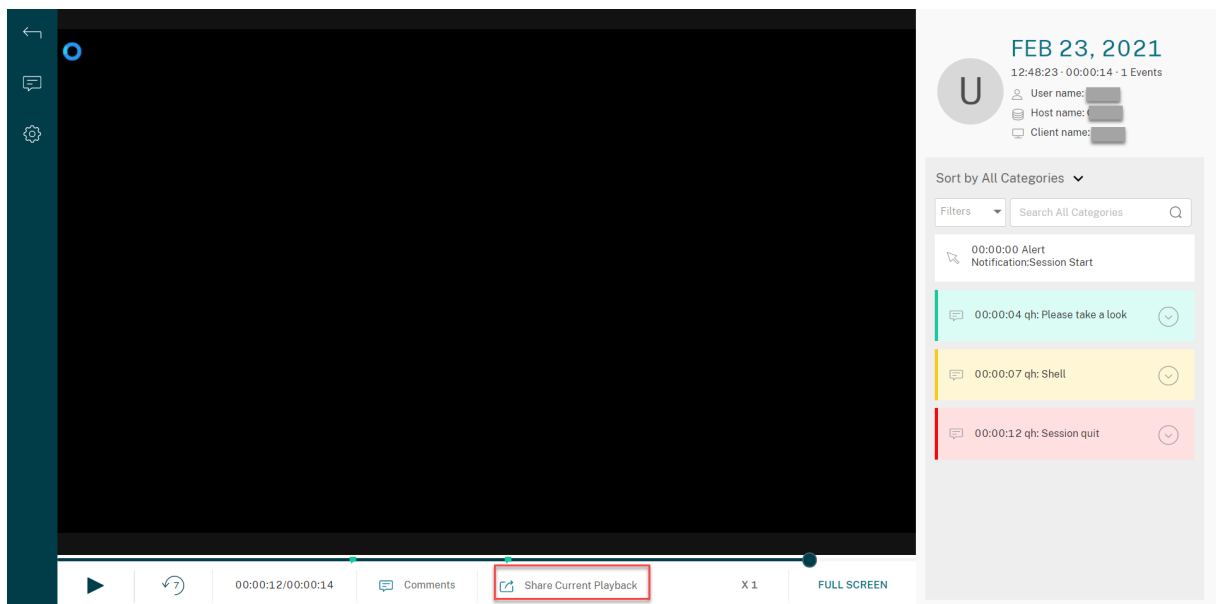 FEB 23, 2021
12:48:23 · 00:00:14 · 1 Events
U
User name:
Host name:
Client name:
Sort by All Categories
Filters
Search All Categories
00:00:00 Alert
Notification:Session Start
00:00:04 qh: Please take a look
00:00:07 qh: Shell
00:00:12 qh: Session quit
7
00:00:12/00:00:14
Comments
Share Current Playback
X 1
FULL SCREEN